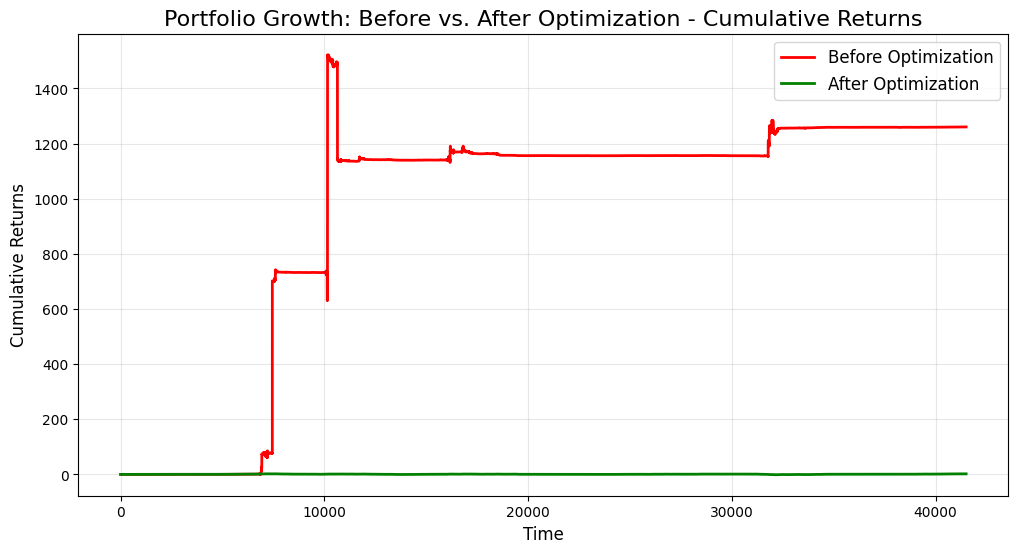 Portfolio Growth: Before vs. After Optimization - Cumulative Returns
Before Optimization
After Optimization
Cumulative Returns
1400
1200
1000
800
600
400
200
0
0 10000 20000 30000 40000
Time